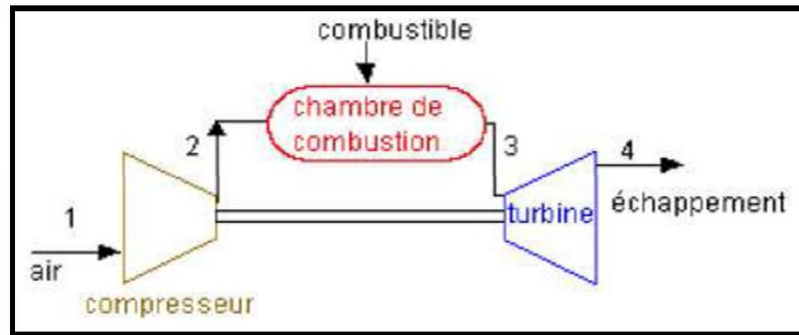 combustible
chambre de
combustion
2
3
4
1
turbine
échappement
air
compresseur